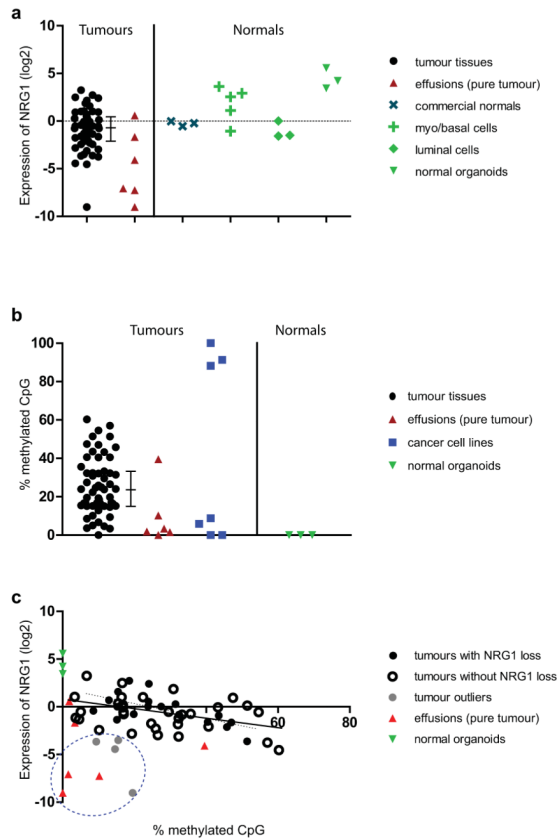 a
Tumours
Normals
Expression of NRG1 (log2)
10
5
0
-5
-10
tumour tissues
effusions (pure tumour)
commercial normals
myo/basal cells
luminal cells
normal organoids
b
Tumours
Normals
% methylated CpG
100
80
60
40
20
0
tumour tissues
effusions (pure tumour)
cancer cell lines
normal organoids
c
Expression of NRG1 (log2)
10
5
0
-5
-10
20
40
60
80
% methylated CpG
tumours with NRG1 loss
tumours without NRG1 loss
tumour outliers
effusions (pure tumour)
normal organoids